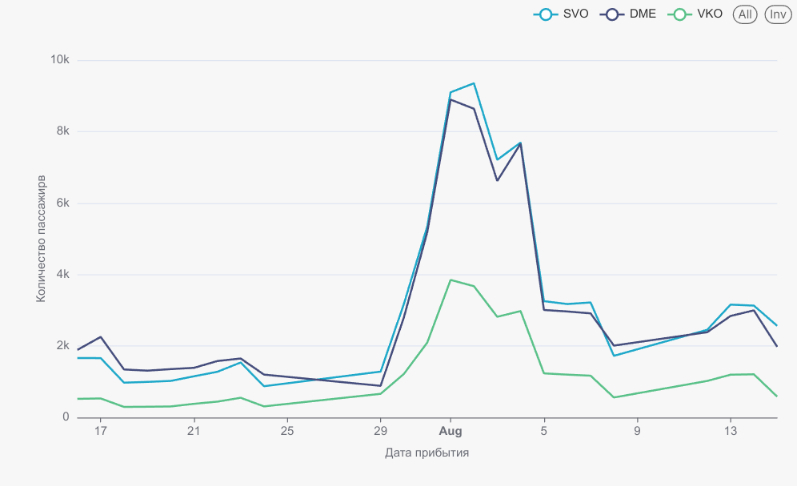 SVO DME VKO All Inv
10k
8k
6k
4k
2k
0
Количество пассажирв
17 21 25 29 Aug 5 9 13
Дата прибытия